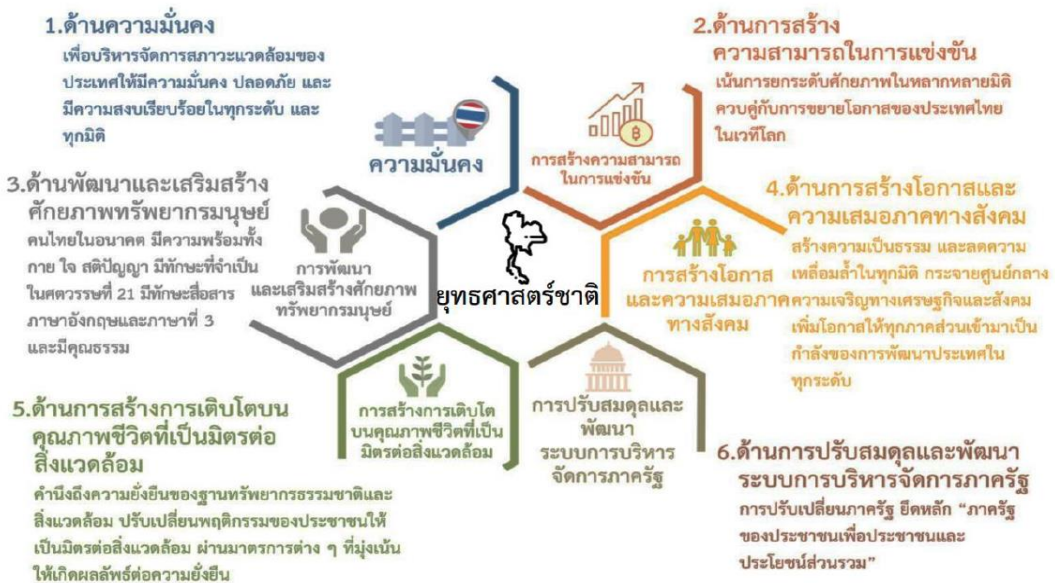 1.ด้านความมั่นคง
เพื่อบริหารจัดการสภาวะแวดล้อมของ
ประเทศให้มีความมั่นคง ปลอดภัย และ
มีความสงบเรียบร้อยในทุกระดับ และ
ทุกมิติ
ความมั่นคง
2.ด้านการสร้าง
ความสามารถในการแข่งขัน
เน้นการยกระดับศักยภาพในหลากหลายมิติ
ควบคู่กับการขยายโอกาสของประเทศไทย
ในเวทีโลก
การสร้างความสามารถ
ในการแข่งขัน
3.ด้านพัฒนาและเสริมสร้าง
ศักยภาพทรัพยากรมนุษย์
คนไทยในอนาคต มีความพร้อมทั้ง
กาย ใจ สติปัญญา มีทักษะที่จำเป็น
ในศตวรรษที่ 21 มีทักษะสื่อสาร
ภาษาอังกฤษและภาษาที่ 3
และมีคุณธรรม
การพัฒนา
และเสริมสร้างศักยภาพ
ทรัพยากรมนุษย์
ยุทธศาสตร์ชาติ
4.ด้านการสร้างโอกาสและ
ความเสมอภาคทางสังคม
สร้างความเป็นธรรม และลดความ
เหลื่อมล้ำในทุกมิติ กระจายศูนย์กลาง
ความเจริญทางเศรษฐกิจและสังคม
เพิ่มโอกาสให้ทุกภาคส่วนเข้ามาเป็น
กำลังของการพัฒนาประเทศใน
ทุกระดับ
การสร้างโอกาส
และความเสมอภาค
ทางสังคม
5.ด้านการสร้างการเติบโตบน
คุณภาพชีวิตที่เป็นมิตรต่อ
สิ่งแวดล้อม
คำนึงถึงความยั่งยืนของฐานทรัพยากรธรรมชาติและ
สิ่งแวดล้อม ปรับเปลี่ยนพฤติกรรมของประชาชนให้
เป็นมิตรต่อสิ่งแวดล้อม ผ่านมาตรการต่าง ๆ ที่มุ่งเน้น
ให้เกิดผลลัพธ์ต่อความยั่งยืน
การสร้างการเติบโต
บนคุณภาพชีวิตที่เป็น
มิตรต่อสิ่งแวดล้อม
การปรับสมดุลและ
พัฒนา
ระบบการบริหาร
จัดการภาครัฐ
6.ด้านการปรับสมดุลและพัฒนา
ระบบการบริหารจัดการภาครัฐ
การปรับเปลี่ยนภาครัฐ ยึดหลัก “ภาครัฐ
ของประชาชนเพื่อประชาชนและ
ประโยชน์ส่วนรวม”